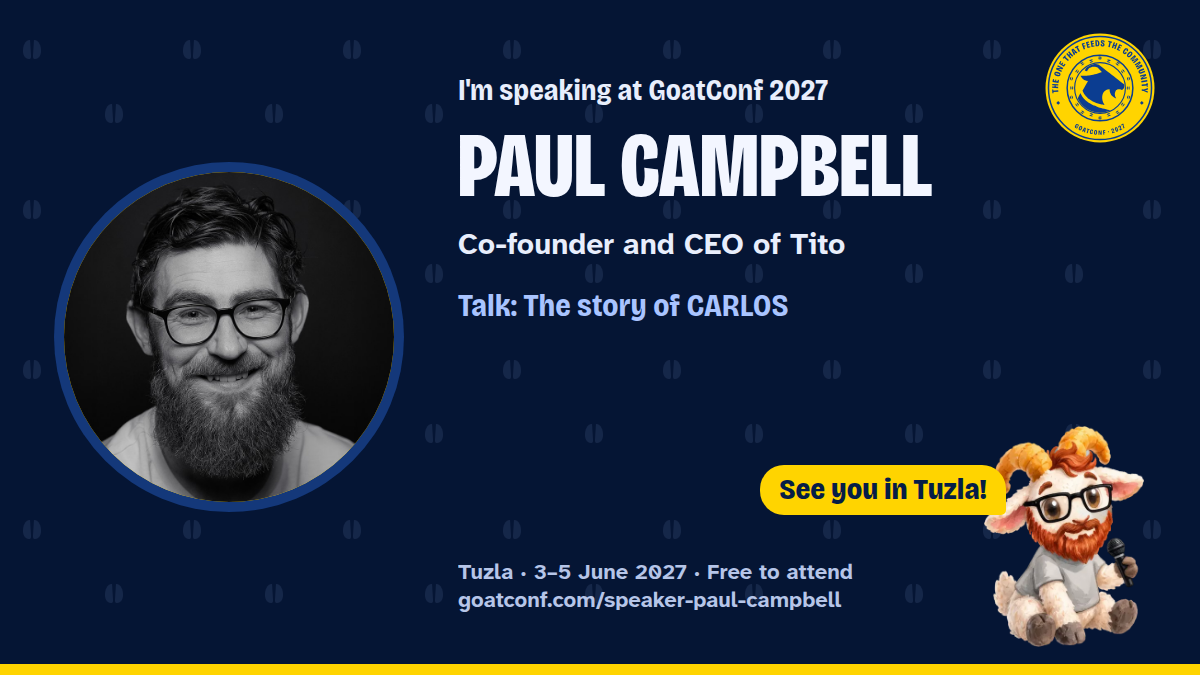 I'm speaking at GoatConf 2027
PAUL CAMPBELL
Co-founder and CEO of Tito
Talk: The story of CARLOS
See you in Tuzla!
Tuzla · 3–5 June 2027 · Free to attend
goatconf.com/speaker-paul-campbell
THE ONE THAT FEEDS THE COMMUNITY
GOATCONF · 2027